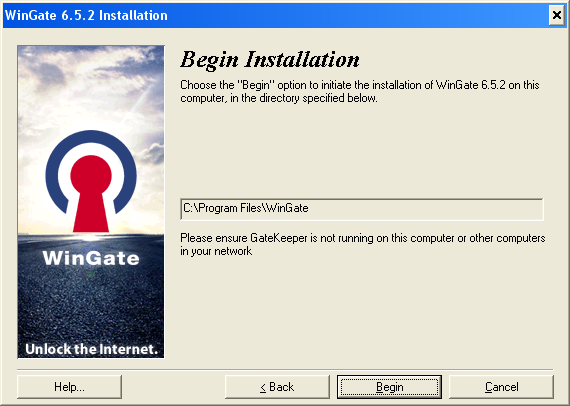 WinGate 6.5.2 Installation
Begin Installation
Choose the "Begin" option to initiate the installation of WinGate 6.5.2 on this
computer, in the directory specified below.
C:\Program Files\WinGate
Please ensure GateKeeper is not running on this computer or other computers
in your network
WinGate
Unlock the Internet.
Help...
< Back
Begin
Cancel